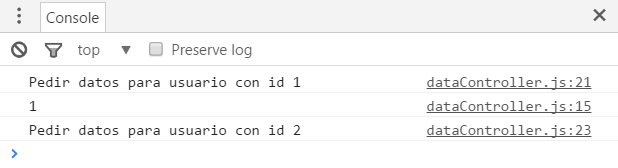 Console
top
Preserve log
Pedir datos para usuario con id 1 dataController.js:21
1 dataController.js:15
Pedir datos para usuario con id 2 dataController.js:23